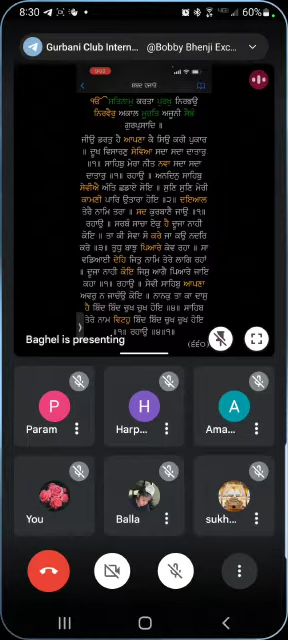 8:30
60%
Gurbani Club Intern...
@Bobby Bhenji Exc...
ਸ਼ਬਦ ਹਜ਼ਾਰੇ
ੴ ਸਤਿਨਾਮੁ ਕਰਤਾ ਪੁਰਖੁ ਨਿਰਭਉ
ਨਿਰਵੈਰੁ ਅਕਾਲ ਮੂਰਤਿ ਅਜੂਨੀ ਸੈਭੰ
ਗੁਰਪ੍ਰਸਾਦਿ ॥
ਜੀਉ ਡਰਤੁ ਹੈ ਆਪਣਾ ਕੈ ਸਿਉ ਕਰੀ ਪੁਕਾਰ
॥ ਦੂਖ ਵਿਸਾਰਣੁ ਸੇਵਿਆ ਸਦਾ ਸਦਾ ਦਾਤਾਰੁ
॥੧॥ ਸਾਹਿਬੁ ਮੇਰਾ ਨੀਤ ਨਵਾ ਸਦਾ ਸਦਾ
ਦਾਤਾਰੁ ॥੧॥ ਰਹਾਉ ॥ ਅਨਦਿਨੁ ਸਾਹਿਬੁ
ਸੇਵੀਐ ਅੰਤਿ ਛਡਾਏ ਸੋਇ ॥ ਸੁਣਿ ਸੁਣਿ ਮੇਰੀ
ਕਾਮਣੀ ਪਾਰਿ ਉਤਾਰਾ ਹੋਇ ॥੨॥ ਦਇਆਲ
ਤੇਰੈ ਨਾਮਿ ਤਰਾ ॥ ਸਦ ਕੁਰਬਾਣੈ ਜਾਉ ॥੧॥
ਰਹਾਉ ॥ ਸਰਬੰ ਸਾਚਾ ਏਕੁ ਹੈ ਦੂਜਾ ਨਾਹੀ
ਕੋਇ ॥ ਤਾ ਕੀ ਸੇਵਾ ਸੋ ਕਰੇ ਜਾ ਕਉ ਨਦਰਿ
ਕਰੇ ॥੩॥ ਤੁਧੁ ਬਾਝੁ ਪਿਆਰੇ ਕੇਵ ਰਹਾ ॥ ਸਾ
ਵਡਿਆਈ ਦੇਹਿ ਜਿਤੁ ਨਾਮਿ ਤੇਰੇ ਲਾਗਿ ਰਹਾਂ
॥ ਦੂਜਾ ਨਾਹੀ ਕੋਇ ਜਿਸੁ ਆਗੈ ਪਿਆਰੇ ਜਾਇ
ਕਹਾ ॥੧॥ ਰਹਾਉ ॥ ਸੇਵੀ ਸਾਹਿਬੁ ਆਪਣਾ
ਅਵਰੁ ਨ ਜਾਚੰਉ ਕੋਇ ॥ ਨਾਨਕੁ ਤਾ ਕਾ ਦਾਸੁ
ਹੈ ਬਿੰਦ ਬਿੰਦ ਚੁਖ ਚੁਖ ਹੋਇ ॥੪॥ ਸਾਹਿਬ
ਤੇਰੇ ਨਾਮ ਵਿਟਹੁ ਬਿੰਦ ਬਿੰਦ ਚੁਖ ਚੁਖ ਹੋਇ
॥੧॥ ਰਹਾਉ ॥੪॥੧॥
(੬੬੦)
Baghel is presenting
P
H
A
Param
Harp...
Ama...
You
Balla
sukh...